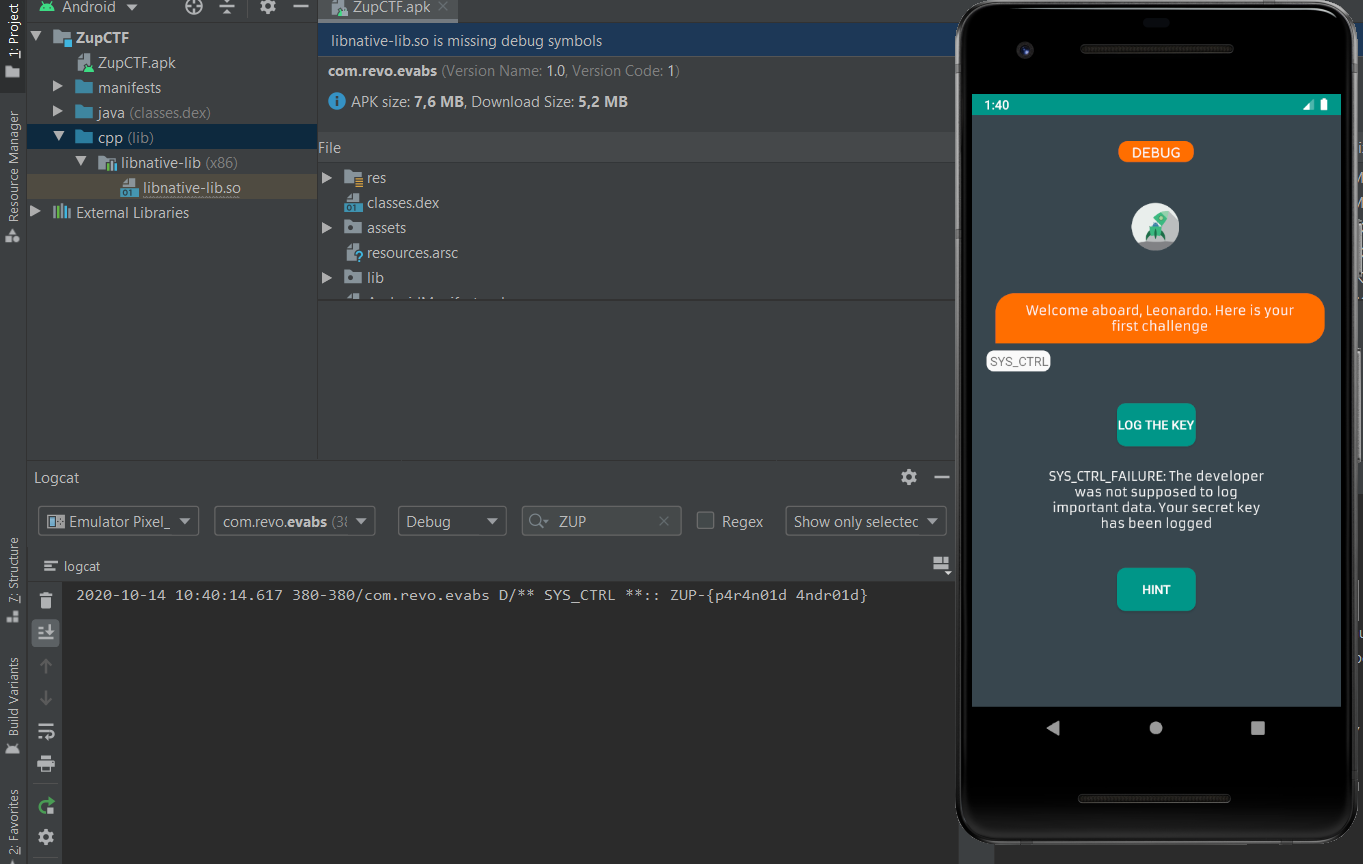 1: Project
Resource Manager
Z: Structure
Build Variants
2: Favorites
Android
ZupCTF
ZupCTF.apk
manifests
java (classes.dex)
cpp (lib)
libnative-lib (x86)
libnative-lib.so
External Libraries
ZupCTF.apk
libnative-lib.so is missing debug symbols
com.revo.evabs (Version Name: 1.0, Version Code: 1)
APK size: 7,6 MB, Download Size: 5,2 MB
File
res
classes.dex
assets
resources.arsc
lib
Logcat
Emulator Pixel_
com.revo.evabs (38
Debug
ZUP
Regex
Show only selectec
logcat
2020-10-14 10:40:14.617 380-380/com.revo.evabs D/** SYS_CTRL **:: ZUP-{p4r4n01d 4ndr01d}
1:40
DEBUG
Welcome aboard, Leonardo. Here is your
first challenge
SYS_CTRL
LOG THE KEY
SYS_CTRL_FAILURE: The developer
was not supposed to log
important data. Your secret key
has been logged
HINT